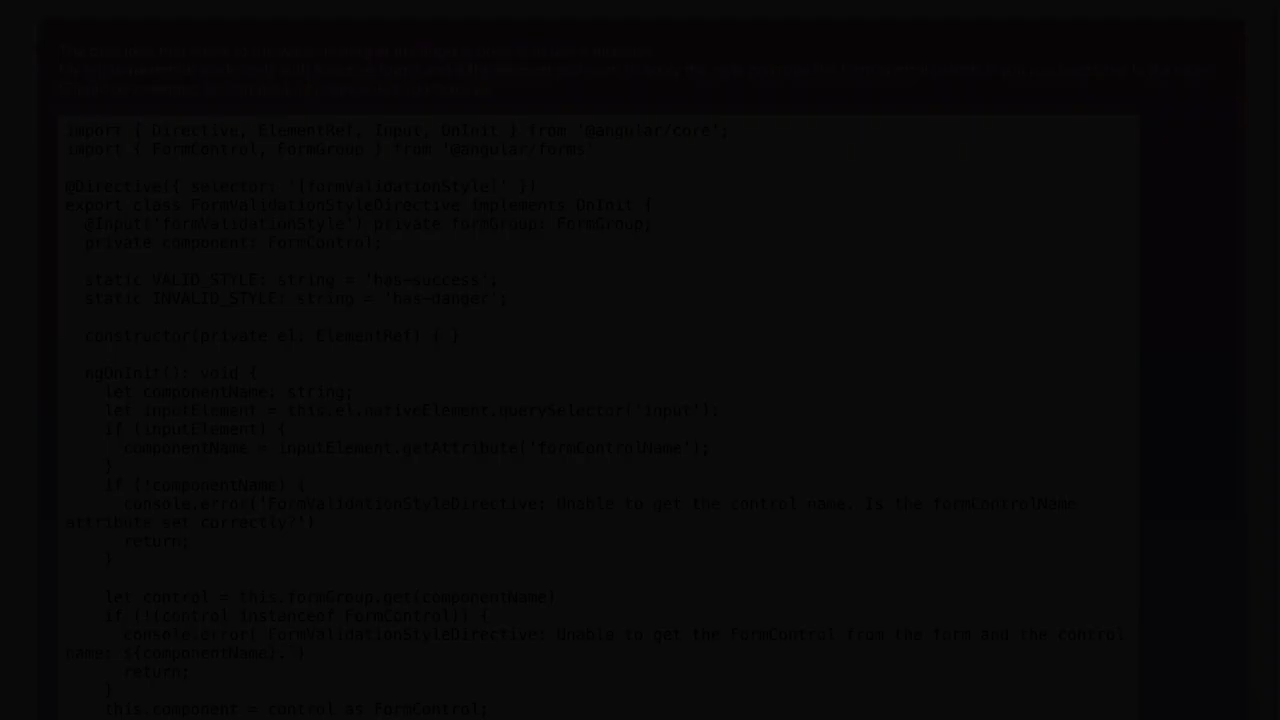 import { Directive, ElementRef, Input, OnInit } from '@angular/core';
import { FormControl, FormGroup } from '@angular/forms'
@Directive({ selector: '[formValidationStyle]' })
export class FormValidationStyleDirective implements OnInit {
@Input('formValidationStyle') private formGroup: FormGroup;
private component: FormControl;
static VALID_STYLE: string = 'has-success';
static INVALID_STYLE: string = 'has-danger';
constructor(private el: ElementRef) { }
ngOnInit(): void {
let componentName: string;
let inputElement = this.el.nativeElement.querySelector('input');
if (inputElement) {
componentName = inputElement.getAttribute('formControlName');
}
if (!componentName) {
console.error('FormValidationStyleDirective: Unable to get the control name. Is the formControlName
attribute set correctly?')
return;
}
let control = this.formGroup.get(componentName)
if (!(control instanceof FormControl)) {
console.error(`FormValidationStyleDirective: Unable to get the FormControl from the form and the control
name: ${componentName}.`)
return;
}
this.component = control as FormControl;